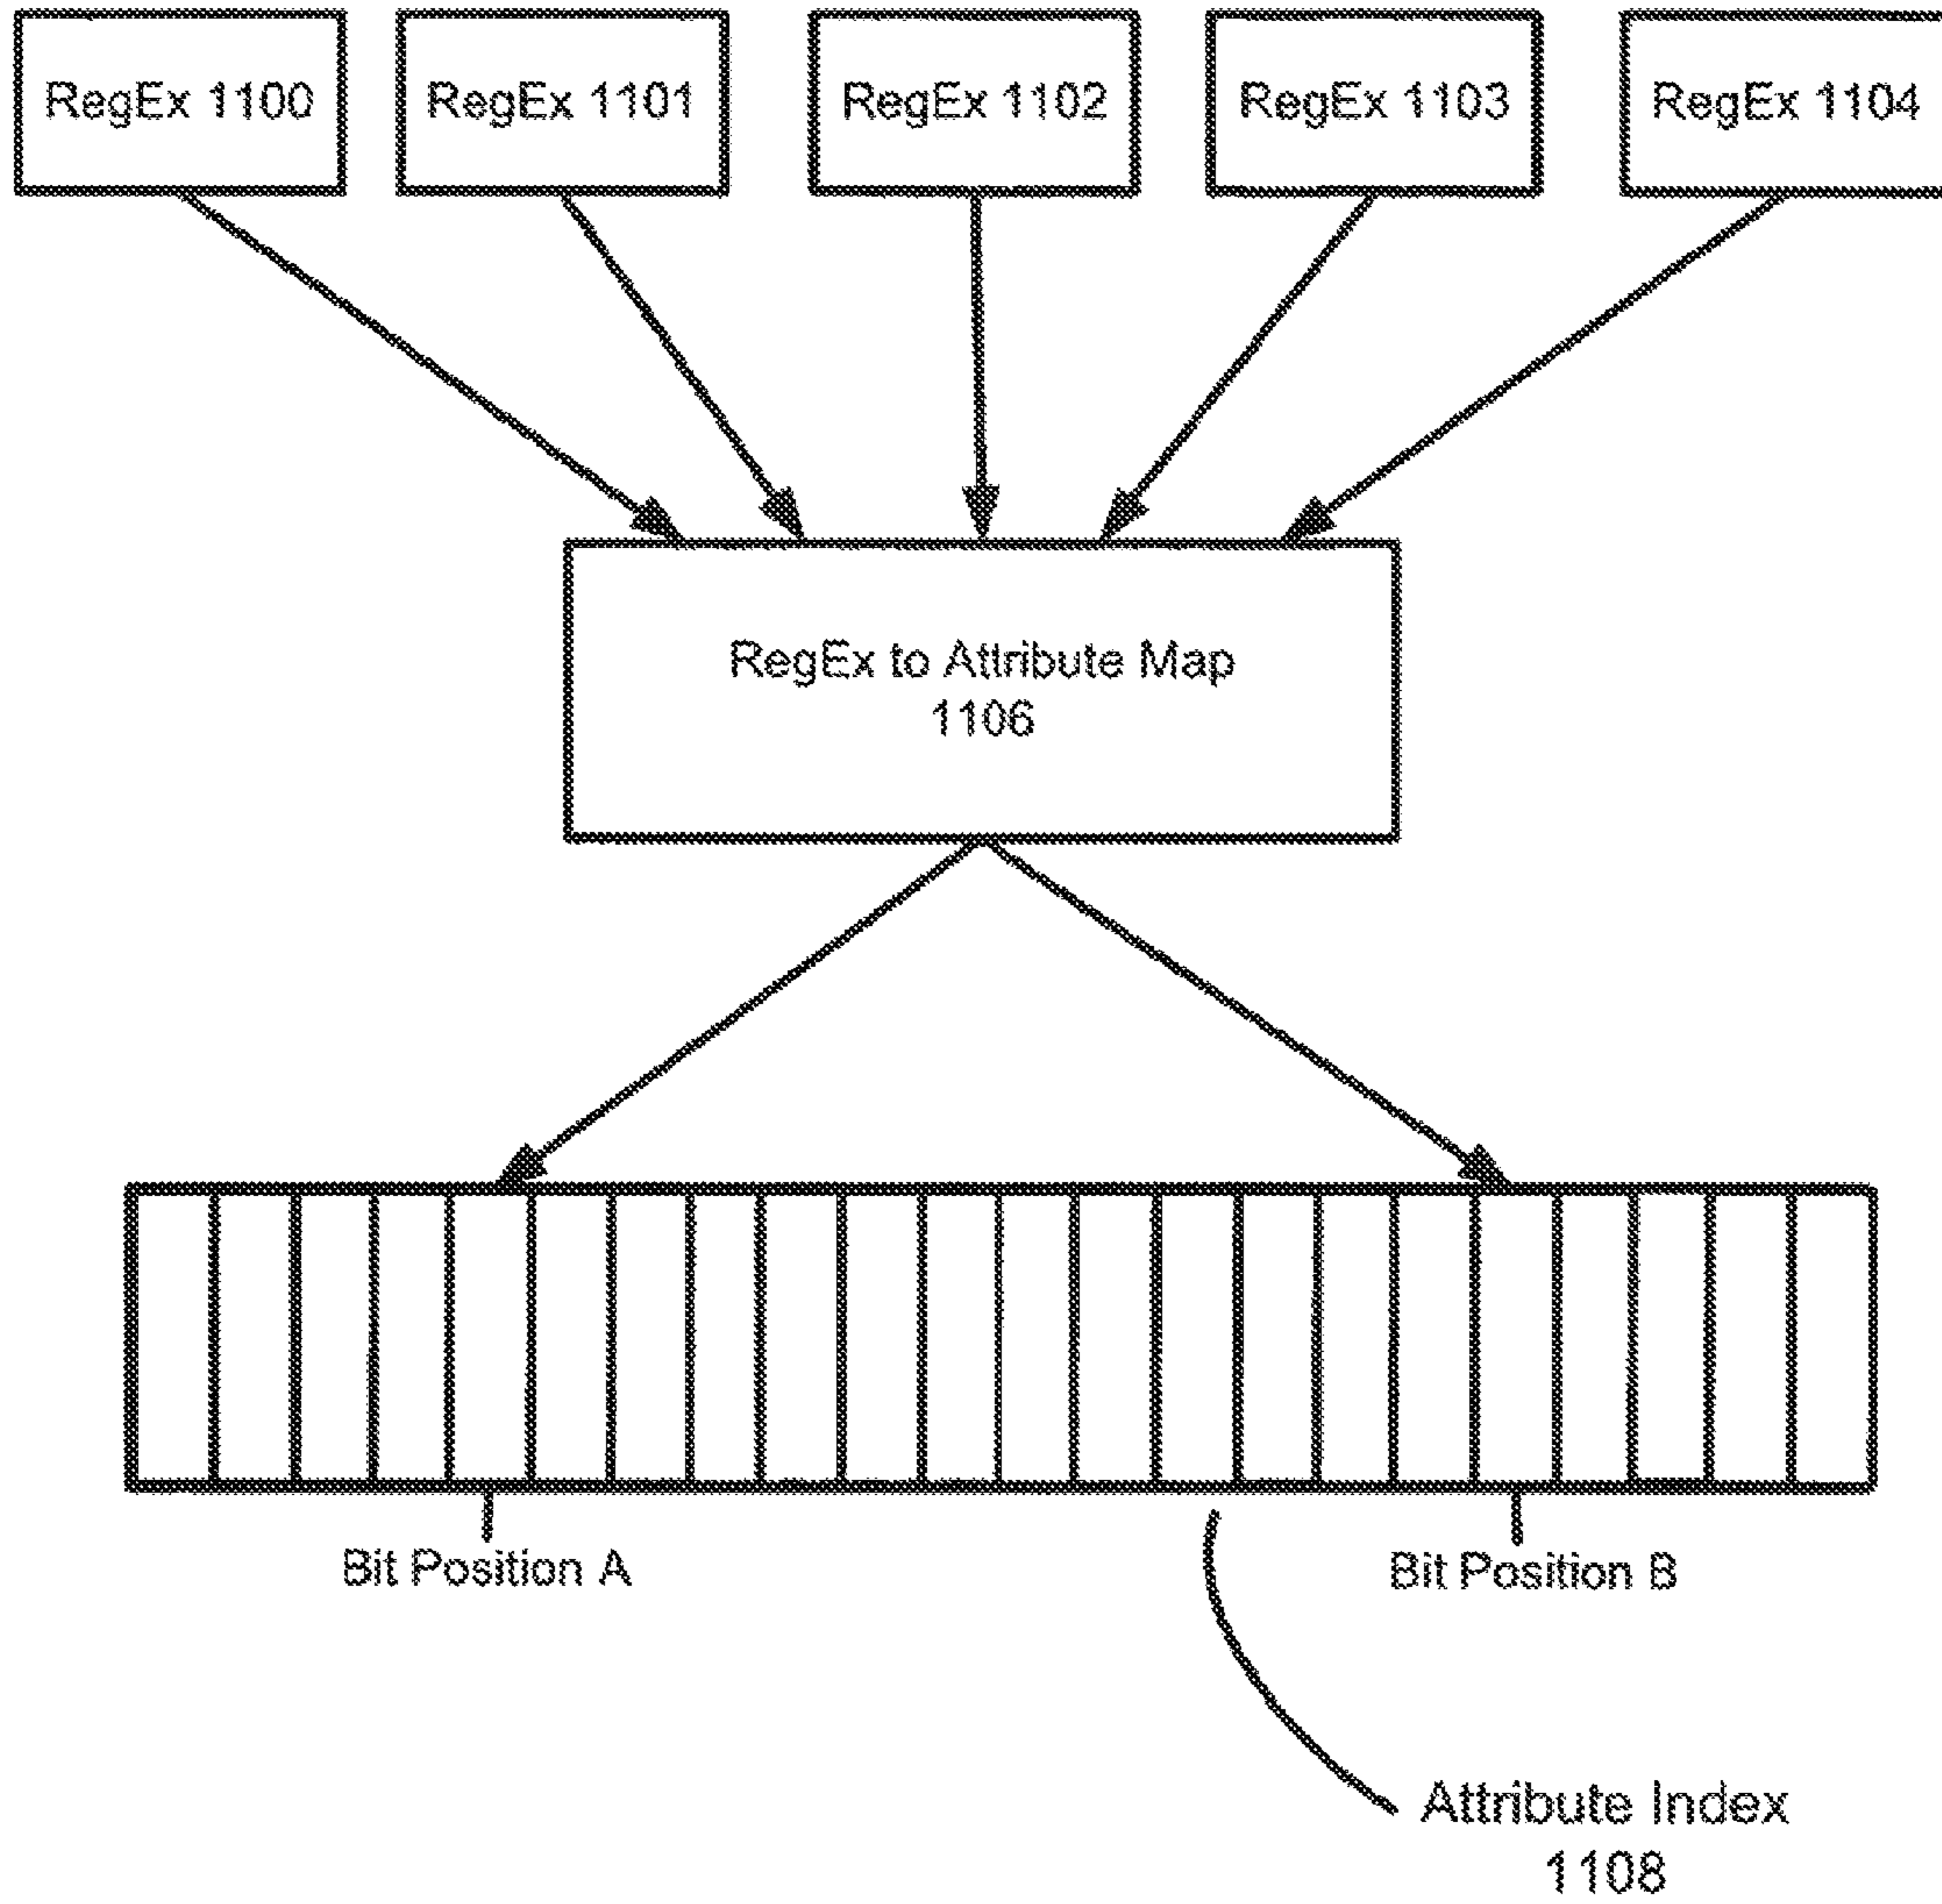 RegEx 1100
RegEx 1101
RegEx 1102
RegEx 1103
RegEx 1104
RegEx to Attribute Map
1106
Bit Position A
Bit Position B
Attribute Index
1108